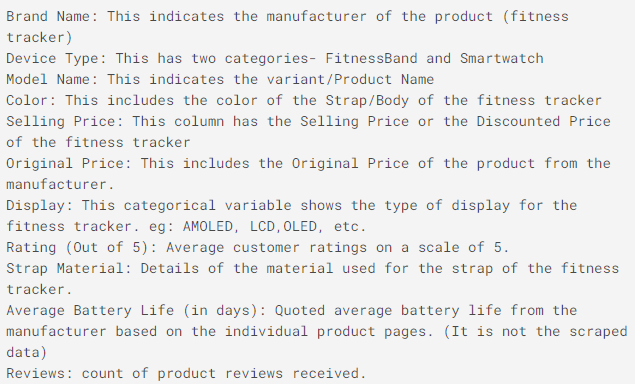 Brand Name: This indicates the manufacturer of the product (fitness
tracker)
Device Type: This has two categories- FitnessBand and Smartwatch
Model Name: This indicates the variant/Product Name
Color: This includes the color of the Strap/Body of the fitness tracker
Selling Price: This column has the Selling Price or the Discounted Price
of the fitness tracker
Original Price: This includes the Original Price of the product from the
manufacturer.
Display: This categorical variable shows the type of display for the
fitness tracker. eg: AMOLED, LCD,OLED, etc.
Rating (Out of 5): Average customer ratings on a scale of 5.
Strap Material: Details of the material used for the strap of the fitness
tracker.
Average Battery Life (in days): Quoted average battery life from the
manufacturer based on the individual product pages. (It is not the scraped
data)
Reviews: count of product reviews received.